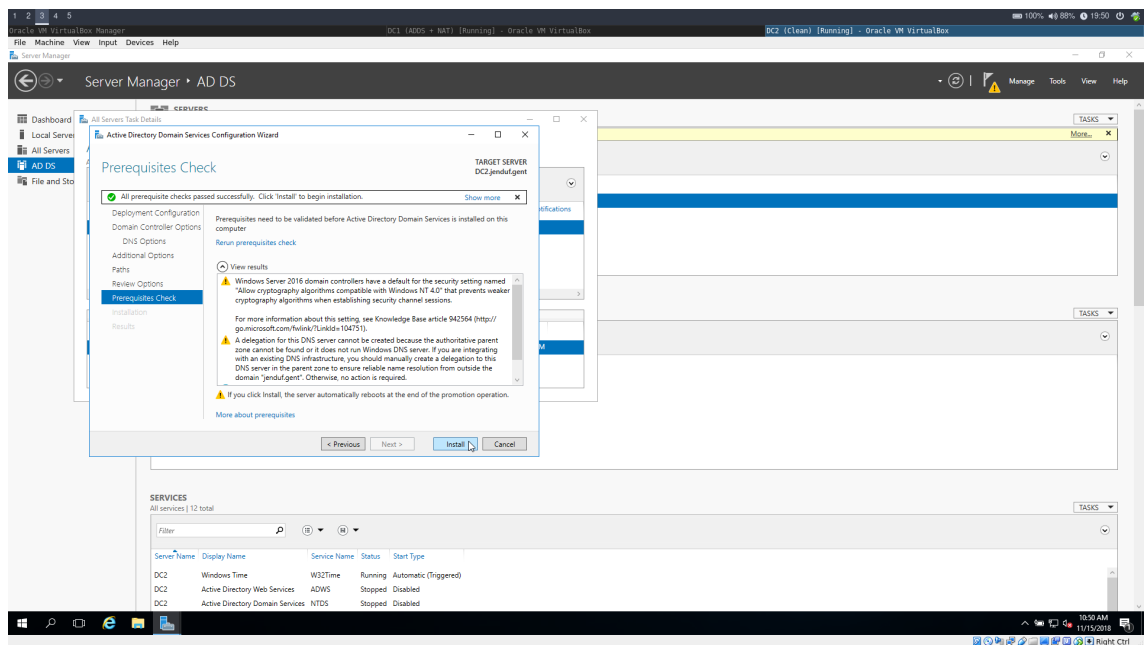 1 2 3 4 5
100% 88% 19:50
Oracle VM VirtualBox Manager
DC1 (ADDS + NAT) [Running] - Oracle VM VirtualBox
DC2 (Clean) [Running] - Oracle VM VirtualBox
File Machine View Input Devices Help
Server Manager
Server Manager • AD DS
Manage Tools View Help
SERVERS
Dashboard
Local Server
All Servers
AD DS
File and Sto
All Servers Task Details
TASKS
More... X
Active Directory Domain Services Configuration Wizard
Prerequisites Check
TARGET SERVER
DC2.jenduf.gent
All prerequisite checks passed successfully. Click 'Install' to begin installation.
Show more X
Deployment Configuration
Domain Controller Options
DNS Options
Additional Options
Paths
Review Options
Prerequisites Check
Installation
Results
Prerequisites need to be validated before Active Directory Domain Services is installed on this
computer
Rerun prerequisites check
View results
Windows Server 2016 domain controllers have a default for the security setting named
"Allow cryptography algorithms compatible with Windows NT 4.0" that prevents weaker
cryptography algorithms when establishing security channel sessions.
For more information about this setting, see Knowledge Base article 942564 (http://
go.microsoft.com/fwlink/?LinkId=104751).
A delegation for this DNS server cannot be created because the authoritative parent
zone cannot be found or it does not run Windows DNS server. If you are integrating
with an existing DNS infrastructure, you should manually create a delegation to this
DNS server in the parent zone to ensure reliable name resolution from outside the
domain "jenduf.gent". Otherwise, no action is required.
If you click Install, the server automatically reboots at the end of the promotion operation.
More about prerequisites
< Previous
Next >
Install
Cancel
M
TASKS
SERVICES
All services | 12 total
TASKS
Filter
Server Name Display Name Service Name Status Start Type
DC2 Windows Time W32Time Running Automatic (Triggered)
DC2 Active Directory Web Services ADWS Stopped Disabled
DC2 Active Directory Domain Services NTDS Stopped Disabled
10:50 AM
11/15/2018
Right Ctrl